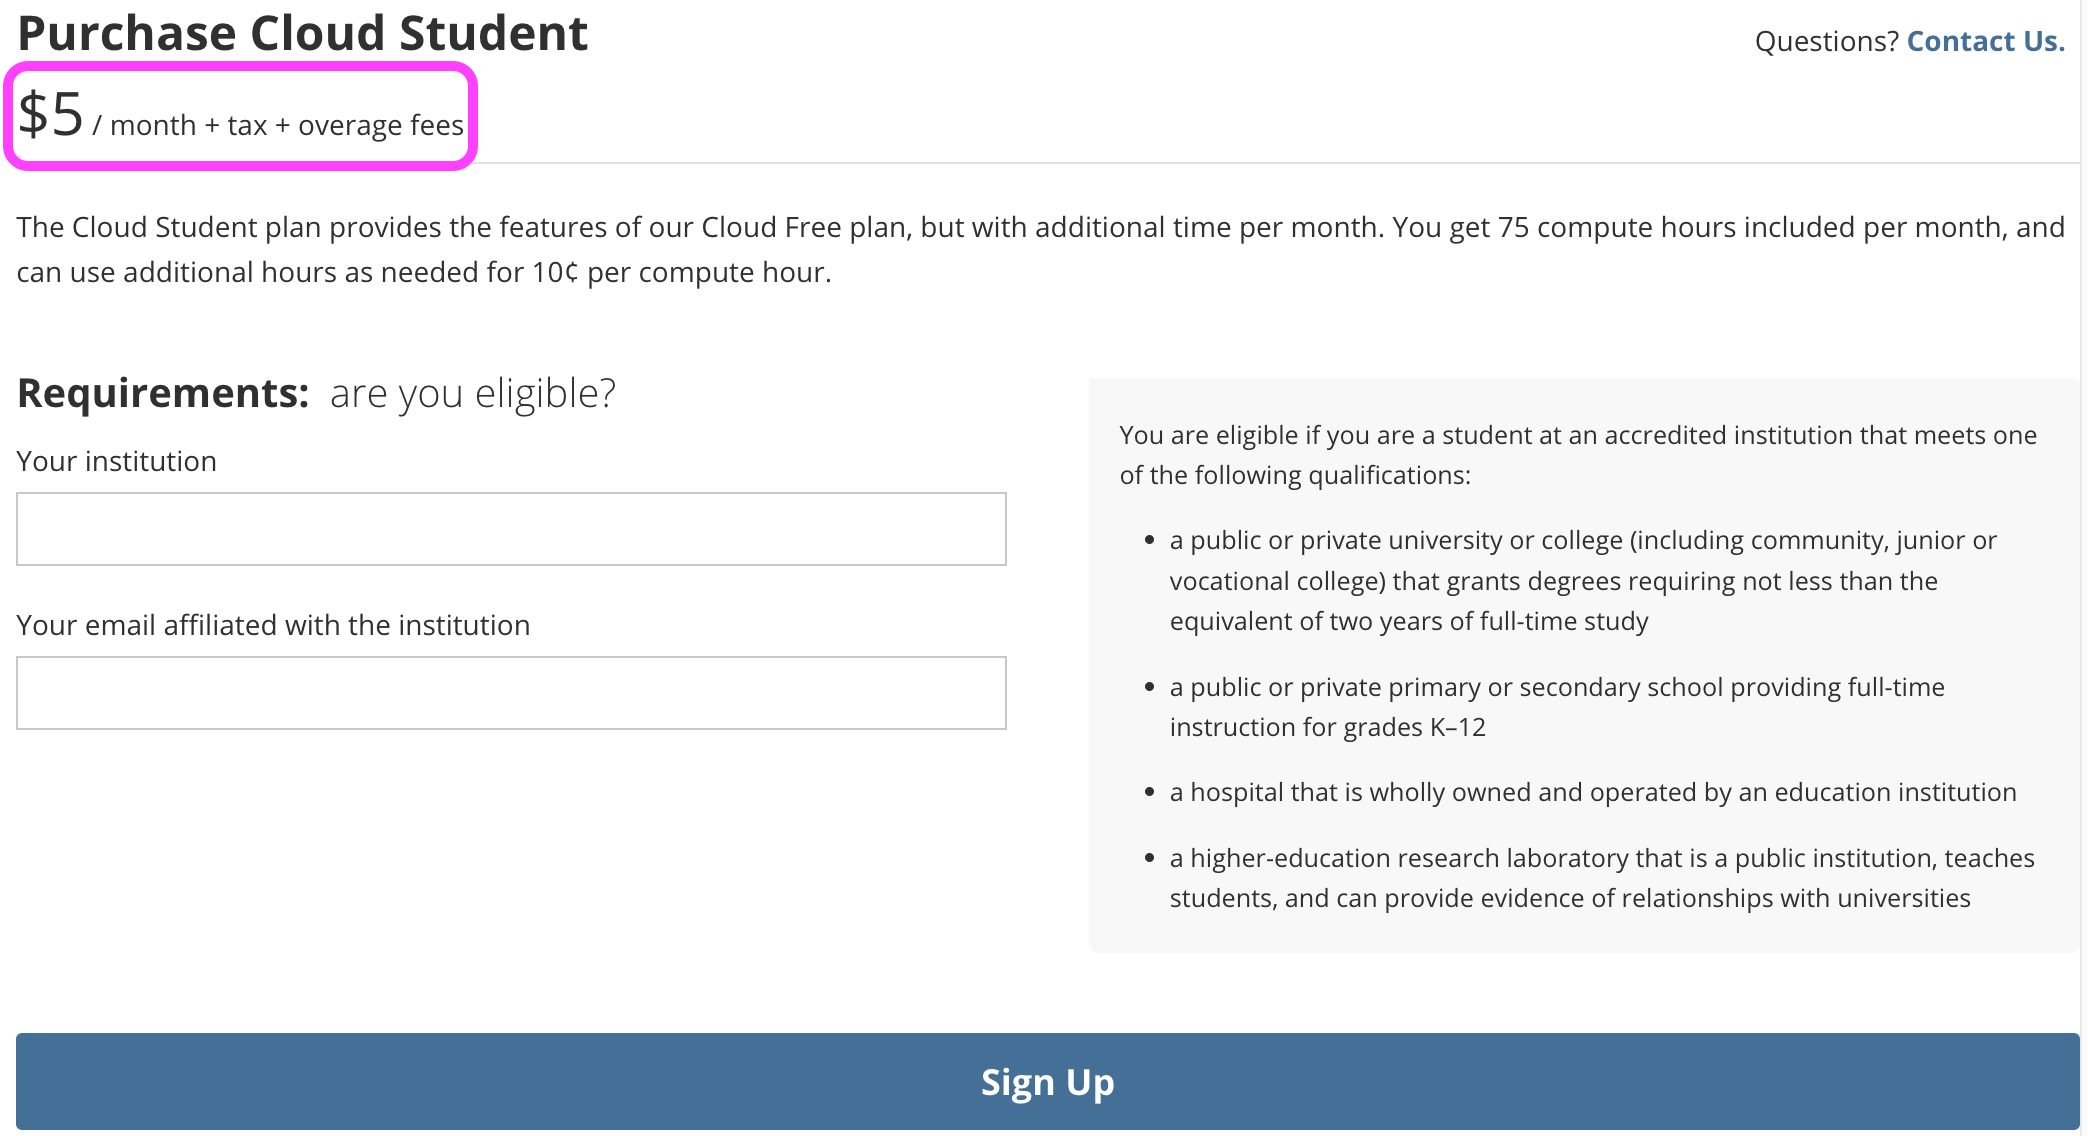 Purchase Cloud Student
Questions? Contact Us.
$5 / month + tax + overage fees
The Cloud Student plan provides the features of our Cloud Free plan, but with additional time per month. You get 75 compute hours included per month, and
can use additional hours as needed for 10¢ per compute hour.
Requirements: are you eligible?
Your institution
Your email affiliated with the institution
You are eligible if you are a student at an accredited institution that meets one
of the following qualifications:
• a public or private university or college (including community, junior or
vocational college) that grants degrees requiring not less than the
equivalent of two years of full-time study
• a public or private primary or secondary school providing full-time
instruction for grades K–12
• a hospital that is wholly owned and operated by an education institution
• a higher-education research laboratory that is a public institution, teaches
students, and can provide evidence of relationships with universities
Sign Up